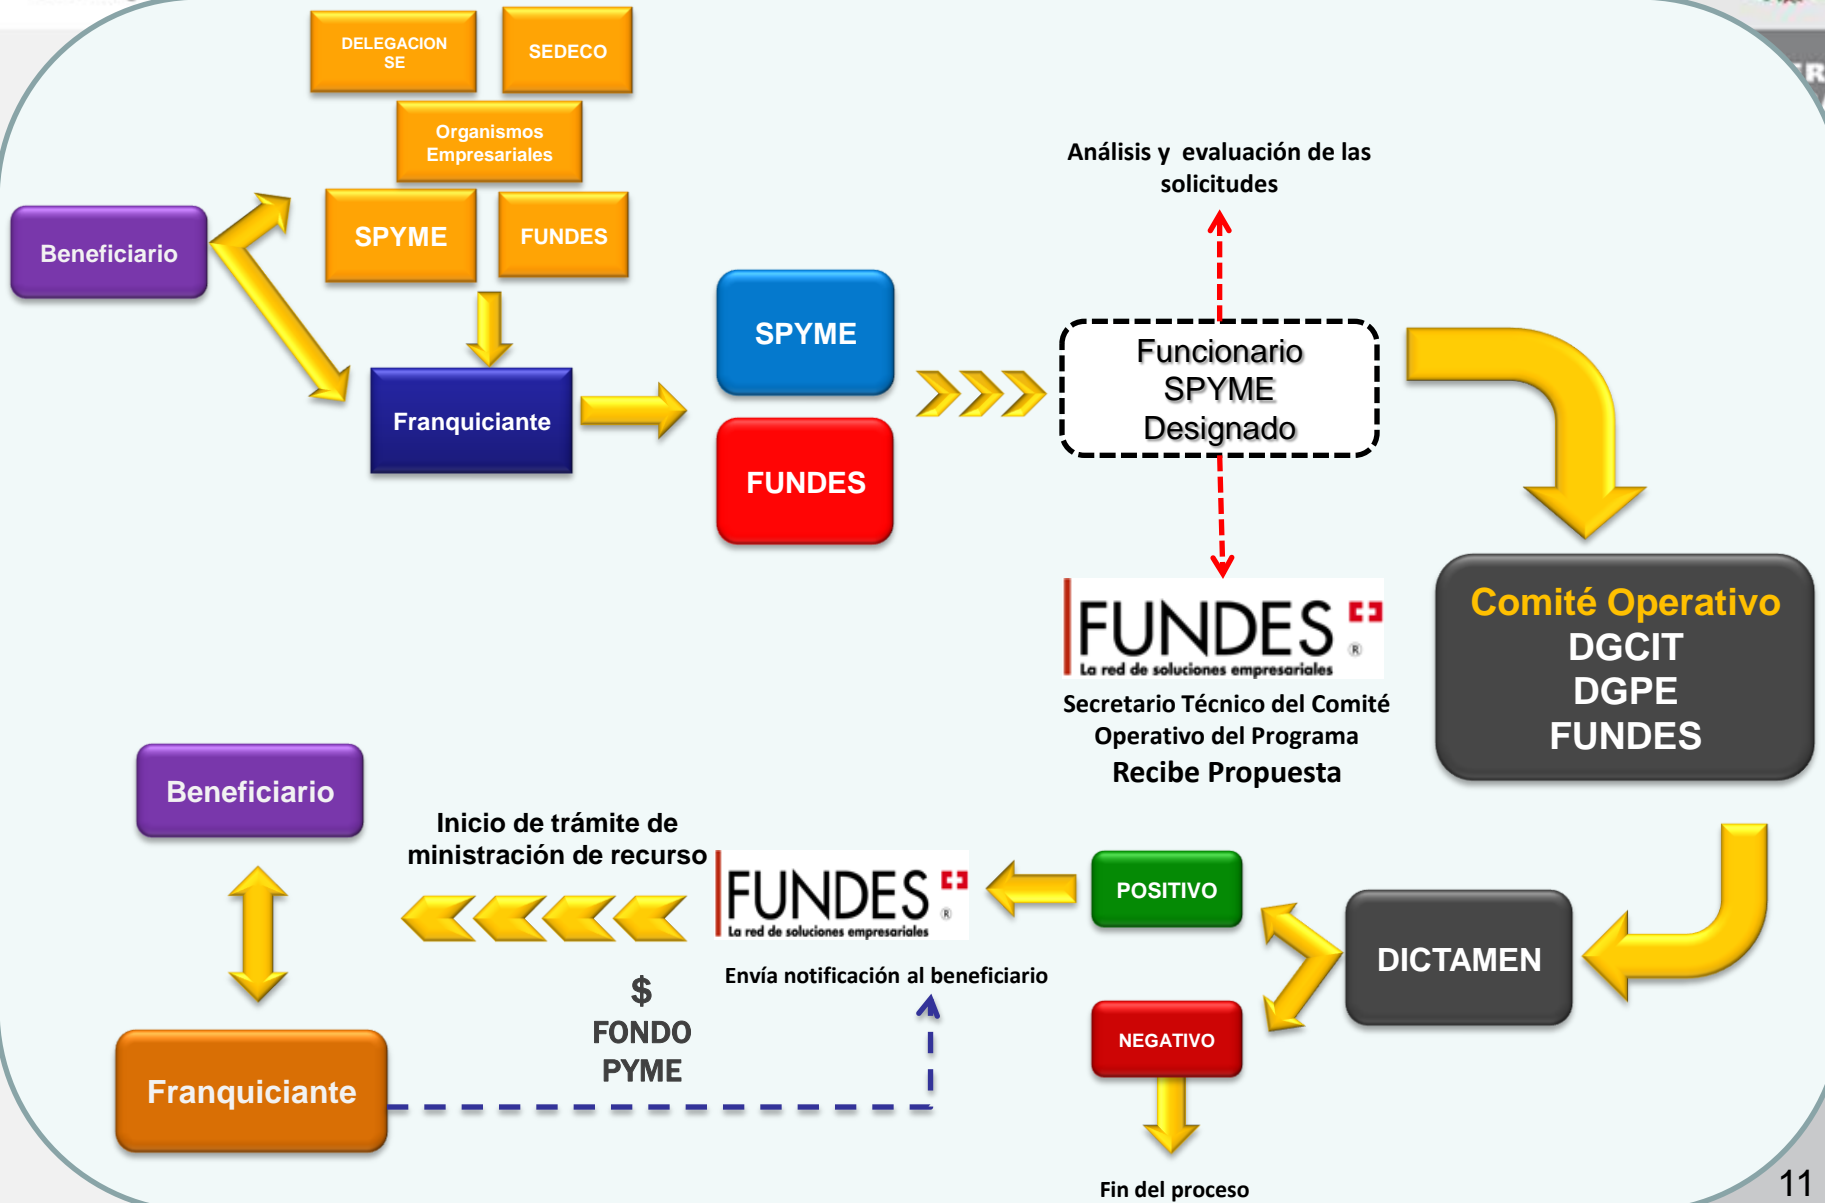 DELEGACION
SE
SEDECO
Organismos
Empresariales
SPYME
FUNDES
Beneficiario
Franquiciante
SPYME
FUNDES
Análisis y evaluación de las
solicitudes
Funcionario
SPYME
Designado
FUNDES ®
La red de soluciones empresariales
Secretario Técnico del Comité
Operativo del Programa
Recibe Propuesta
Comité Operativo
DGCIT
DGPE
FUNDES
DICTAMEN
POSITIVO
NEGATIVO
Fin del proceso
FUNDES ®
La red de soluciones empresariales
Envía notificación al beneficiario
Inicio de trámite de
ministración de recurso
$
FONDO
PYME
Beneficiario
Franquiciante
11